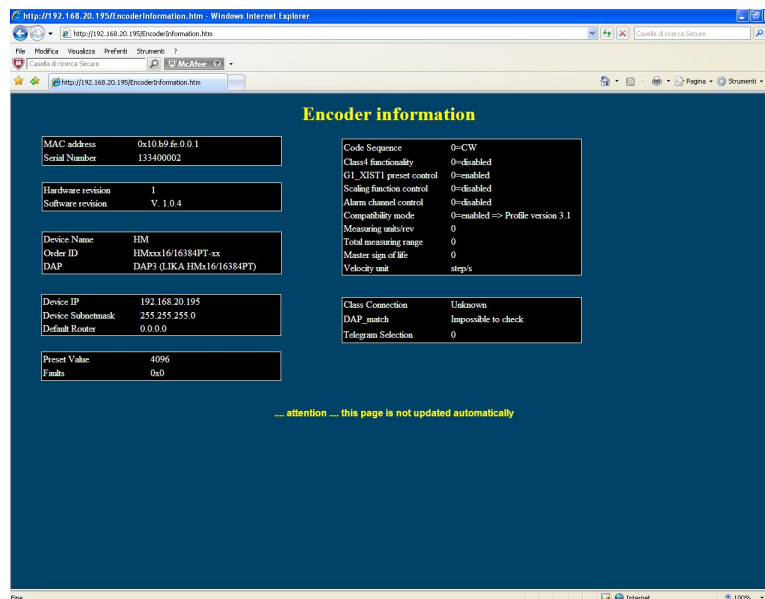 http://192.168.20.195/EncoderInformation.htm - Windows Internet Explorer
http://192.168.20.195/EncoderInformation.htm
Casella di ricerca Secure
File Modifica Visualizza Preferiti Strumenti ?
Casella di ricerca Secure McAfee
http://192.168.20.195/EncoderInformation.htm
Pagina Strumenti
Encoder information
MAC address 0x10.b9.fe.0.0.1
Serial Number 133400002
Hardware revision 1
Software revision V. 1.0.4
Device Name HM
Order ID HMxxx16/16384PT-xx
DAP DAP3 (LIKA HMx16/16384PT)
Device IP 192.168.20.195
Device Subnetmask 255.255.255.0
Default Router 0.0.0.0
Preset Value 4096
Faults 0x0
Code Sequence 0=CW
Class4 functionality 0=disabled
G1_XIST1 preset control 0=enabled
Scaling function control 0=disabled
Alarm channel control 0=disabled
Compatibility mode 0=enabled => Profile version 3.1
Measuring units/rev 0
Total measuring range 0
Master sign of life 0
Velocity unit step/s
Class Connection Unknown
DAP_match Impossible to check
Telegram Selection 0
.... attention .... this page is not updated automatically
Fine
Internet
100%